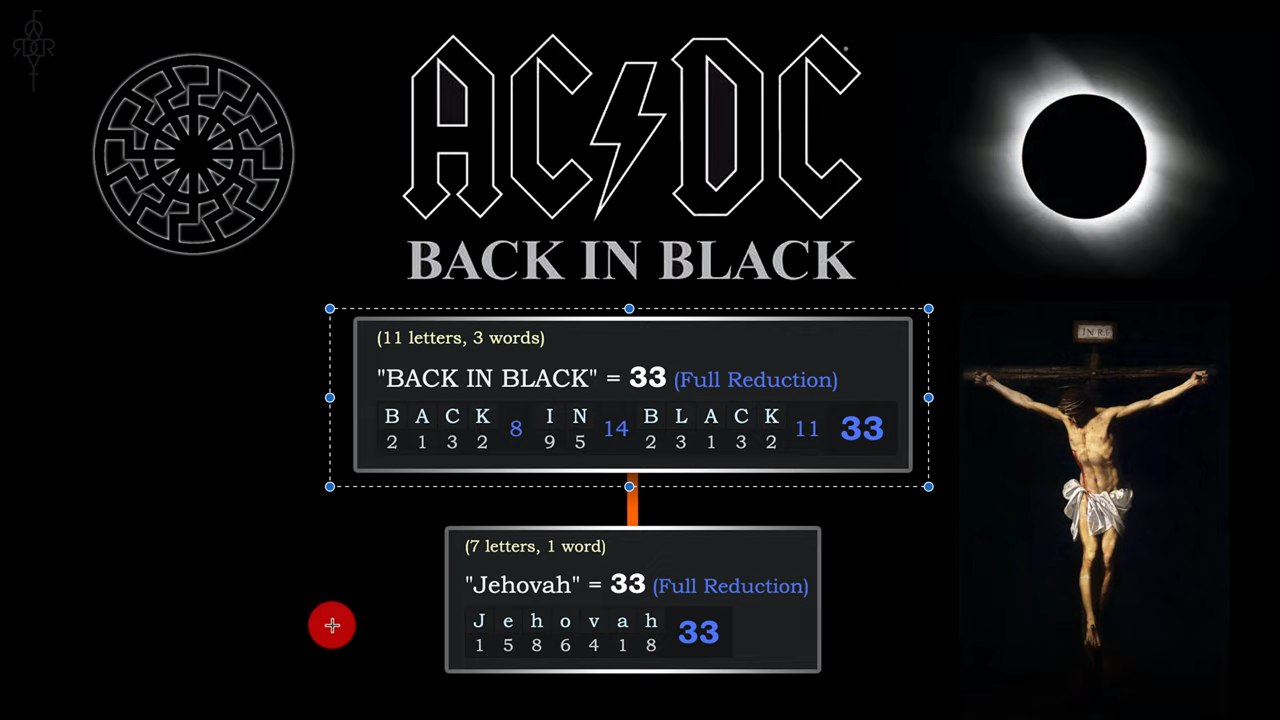 AC DC
BACK IN BLACK
(11 letters, 3 words)
"BACK IN BLACK" = 33 (Full Reduction)
B A C K 8 I N 14 B L A C K 11 33
2 1 3 2 9 5 2 3 1 3 2
(7 letters, 1 word)
"Jehovah" = 33 (Full Reduction)
J e h o v a h 33
1 5 8 6 4 1 8